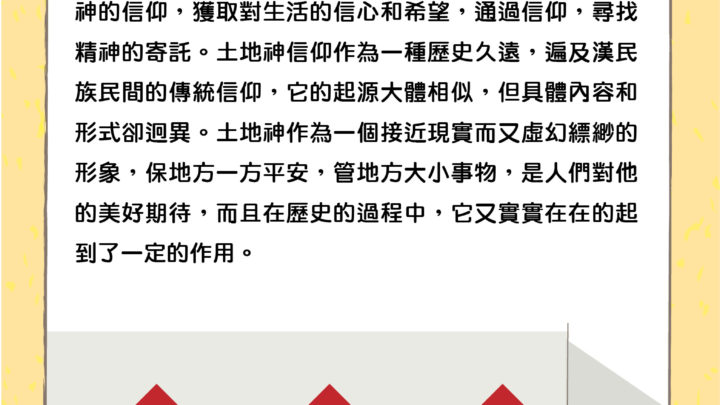 神的信仰，獲取對生活的信心和希望，通過信仰，尋找
精神的寄託。土地神信仰作為一種歷史久遠，遍及漢民
族民間的傳統信仰，它的起源大體相似，但具體內容和
形式卻迥異。土地神作為一個接近現實而又虛幻縹緲的
形象，保地方一方平安，管地方大小事物，是人們對他
的美好期待，而且在歷史的過程中，它又實實在在的起
到了一定的作用。